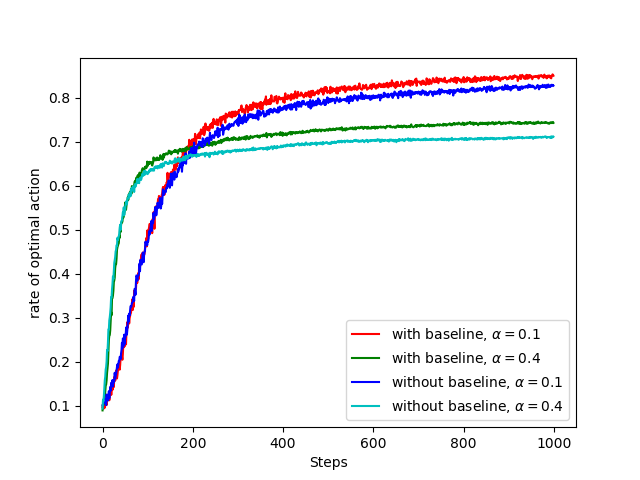 0.8
0.7
0.6
0.5
0.4
0.3
0.2
0.1
rate of optimal action
0 200 400 600 800 1000
Steps
with baseline, α = 0.1
with baseline, α = 0.4
without baseline, α = 0.1
without baseline, α = 0.4